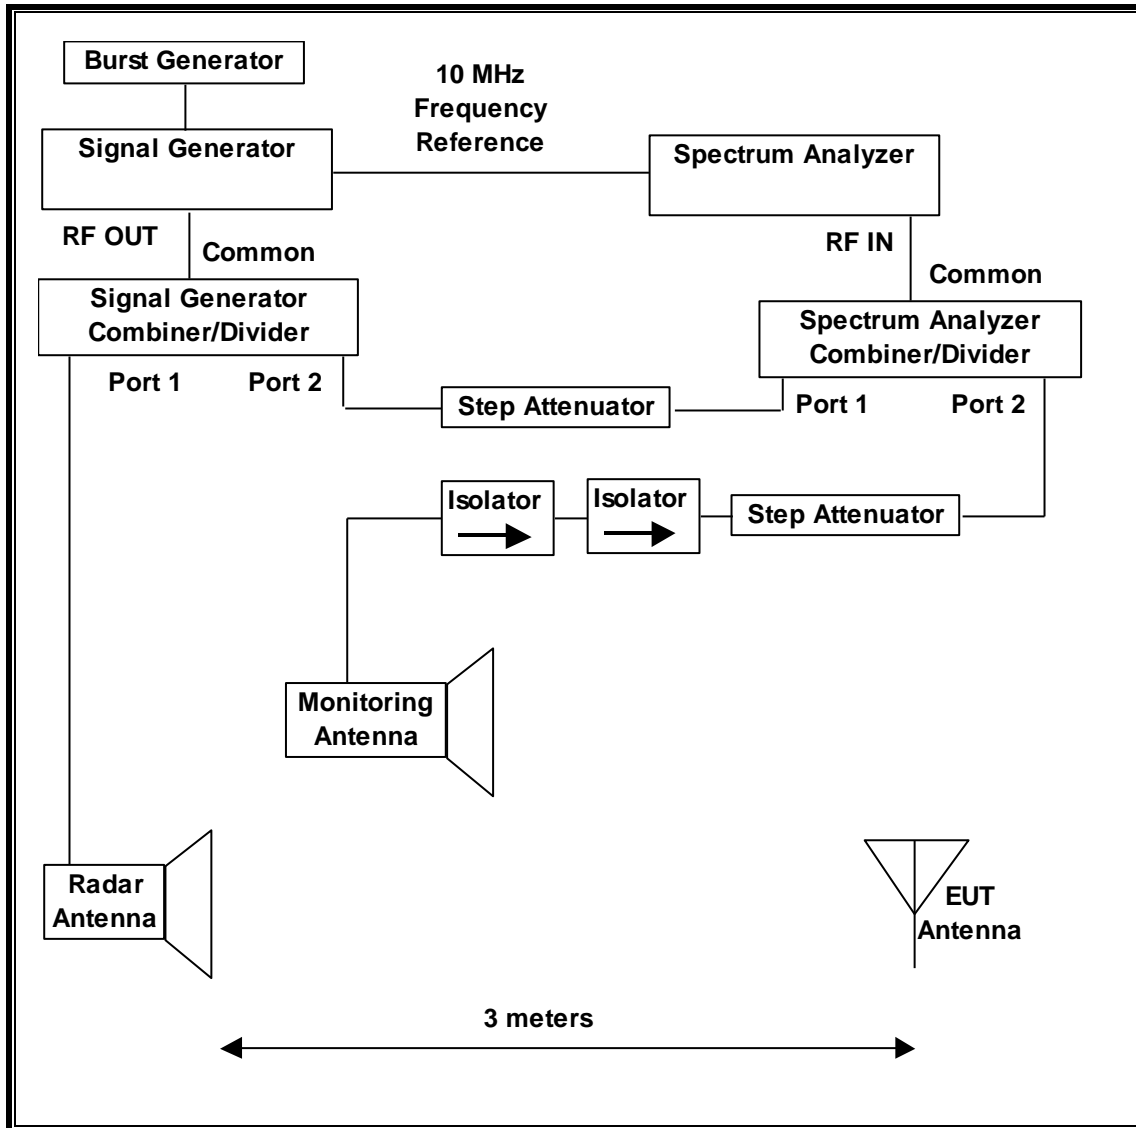 Burst Generator
10 MHz
Frequency
Reference
Signal Generator
Spectrum Analyzer
RF OUT
Common
RF IN
Common
Signal Generator
Combiner/Divider
Spectrum Analyzer
Combiner/Divider
Port 1
Port 2
Step Attenuator
Port 1
Port 2
Isolator
Isolator
Step Attenuator
Monitoring
Antenna
Radar
Antenna
EUT
Antenna
3 meters